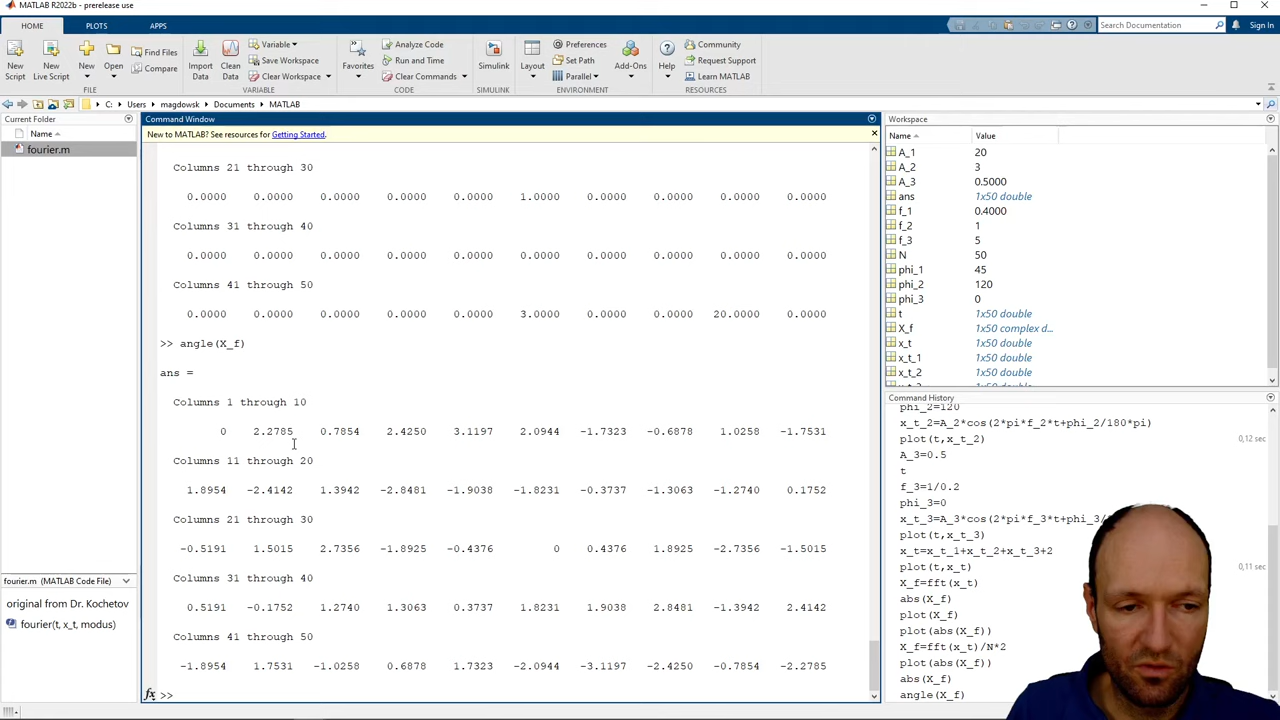 MATLAB R2022b - prerelease use
HOME PLOTS APPS
Search Documentation
Sign In
New Script
New Live Script
New
Open
Find Files
Compare
FILE
Import Data
Clean Data
Variable
Save Workspace
Clear Workspace
VARIABLE
Favorites
Analyze Code
Run and Time
Clear Commands
CODE
Simulink
SIMULINK
Layout
Preferences
Set Path
Parallel
Add-Ons
ENVIRONMENT
Help
Community
Request Support
Learn MATLAB
RESOURCES
C: Users magdowsk Documents MATLAB
Current Folder
Name
fourier.m
fourier.m (MATLAB Code File)
original from Dr. Kochetov
fourier(t, x_t, modus)
Command Window
New to MATLAB? See resources for Getting Started.
Columns 21 through 30
0.0000 0.0000 0.0000 0.0000 0.0000 1.0000 0.0000 0.0000 0.0000 0.0000
Columns 31 through 40
0.0000 0.0000 0.0000 0.0000 0.0000 0.0000 0.0000 0.0000 0.0000 0.0000
Columns 41 through 50
0.0000 0.0000 0.0000 0.0000 0.0000 3.0000 0.0000 0.0000 20.0000 0.0000
>> angle(X_f)
ans =
Columns 1 through 10
0 2.2785 0.7854 2.4250 3.1197 2.0944 -1.7323 -0.6878 1.0258 -1.7531
Columns 11 through 20
1.8954 -2.4142 1.3942 -2.8481 -1.9038 -1.8231 -0.3737 -1.3063 -1.2740 0.1752
Columns 21 through 30
-0.5191 1.5015 2.7356 -1.8925 -0.4376 0 0.4376 1.8925 -2.7356 -1.5015
Columns 31 through 40
0.5191 -0.1752 1.2740 1.3063 0.3737 1.8231 1.9038 2.8481 -1.3942 2.4142
Columns 41 through 50
-1.8954 1.7531 -1.0258 0.6878 1.7323 -2.0944 -3.1197 -2.4250 -0.7854 -2.2785
fx >>
Workspace
Name Value
A_1 20
A_2 3
A_3 0.5000
ans 1x50 double
f_1 0.4000
f_2 1
f_3 5
N 50
phi_1 45
phi_2 120
phi_3 0
t 1x50 double
X_f 1x50 complex d...
x_t 1x50 double
x_t_1 1x50 double
x_t_2 1x50 double
Command History
phi_2=120
x_t_2=A_2*cos(2*pi*f_2*t+phi_2/180*pi)
plot(t,x_t_2) 0,12 sec
A_3=0.5
t
f_3=1/0.2
phi_3=0
x_t_3=A_3*cos(2*pi*f_3*t+phi_3/
plot(t,x_t_3)
x_t=x_t_1+x_t_2+x_t_3+2
plot(t,x_t) 0,11 sec
X_f=fft(x_t)
abs(X_f)
plot(X_f)
plot(abs(X_f))
X_f=fft(x_t)/N*2
plot(abs(X_f))
abs(X_f)
angle(X_f)